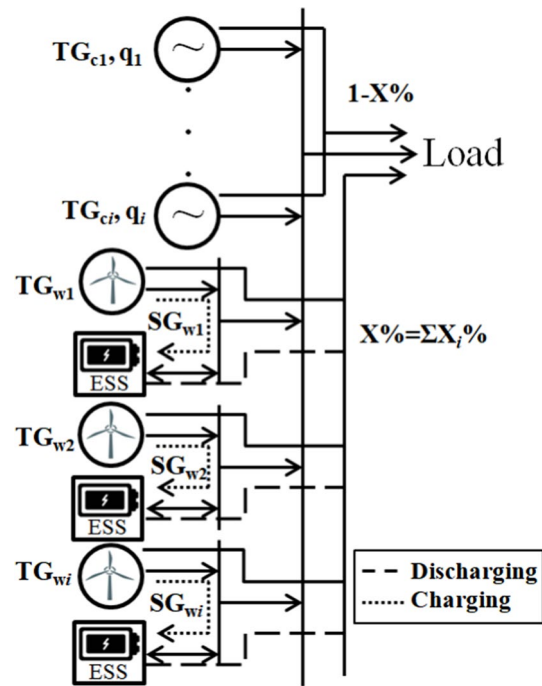 TGc1, q1
1-X%
Load
TGci, qi
TGw1
SGw1
X%=ΣXi%
ESS
TGw2
SGw2
ESS
TGwi
SGwi
ESS
Discharging
Charging